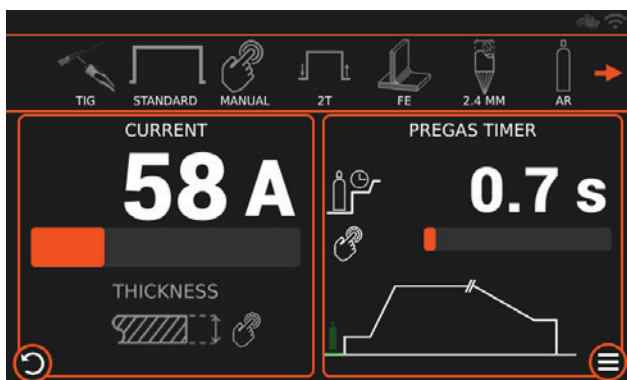 TIG STANDARD MANUAL 2T FE 2.4 MM AR
CURRENT
58 A
THICKNESS
PREGAS TIMER
0.7 s